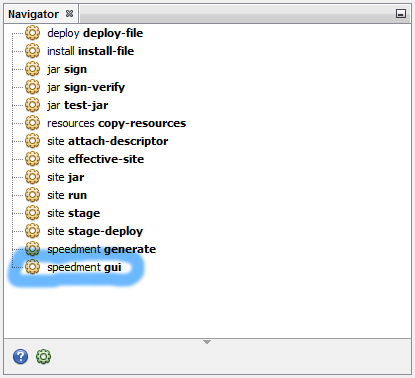 Navigator
deploy deploy-file
install install-file
jar sign
jar sign-verify
jar test-jar
resources copy-resources
site attach-descriptor
site effective-site
site jar
site run
site stage
site stage-deploy
speedment generate
speedment gui